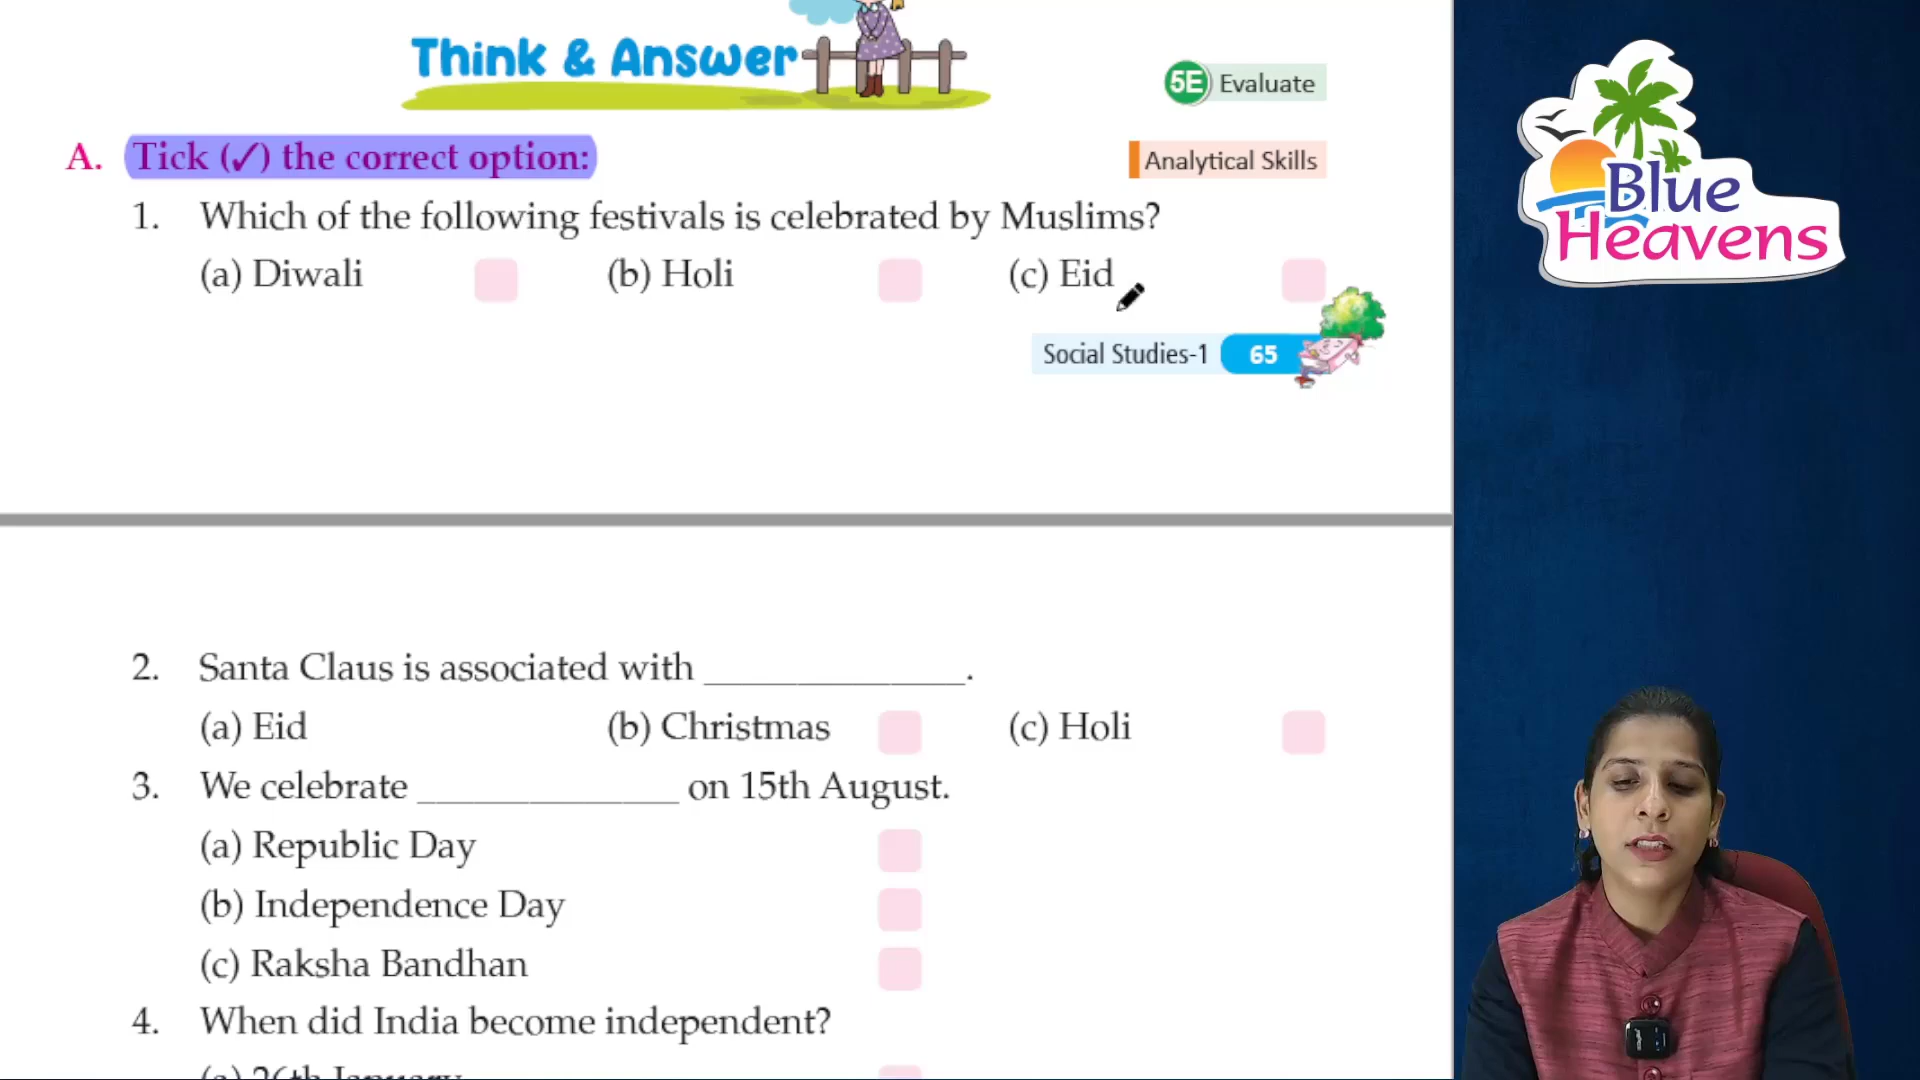 Think & Answer
5E Evaluate
A. Tick (✓) the correct option:
Analytical Skills
1. Which of the following festivals is celebrated by Muslims?
(a) Diwali (b) Holi (c) Eid
Social Studies-1 65
2. Santa Claus is associated with ______________.
(a) Eid (b) Christmas (c) Holi
3. We celebrate ______________ on 15th August.
(a) Republic Day
(b) Independence Day
(c) Raksha Bandhan
4. When did India become independent?
(a) 26th January
Blue
Heavens